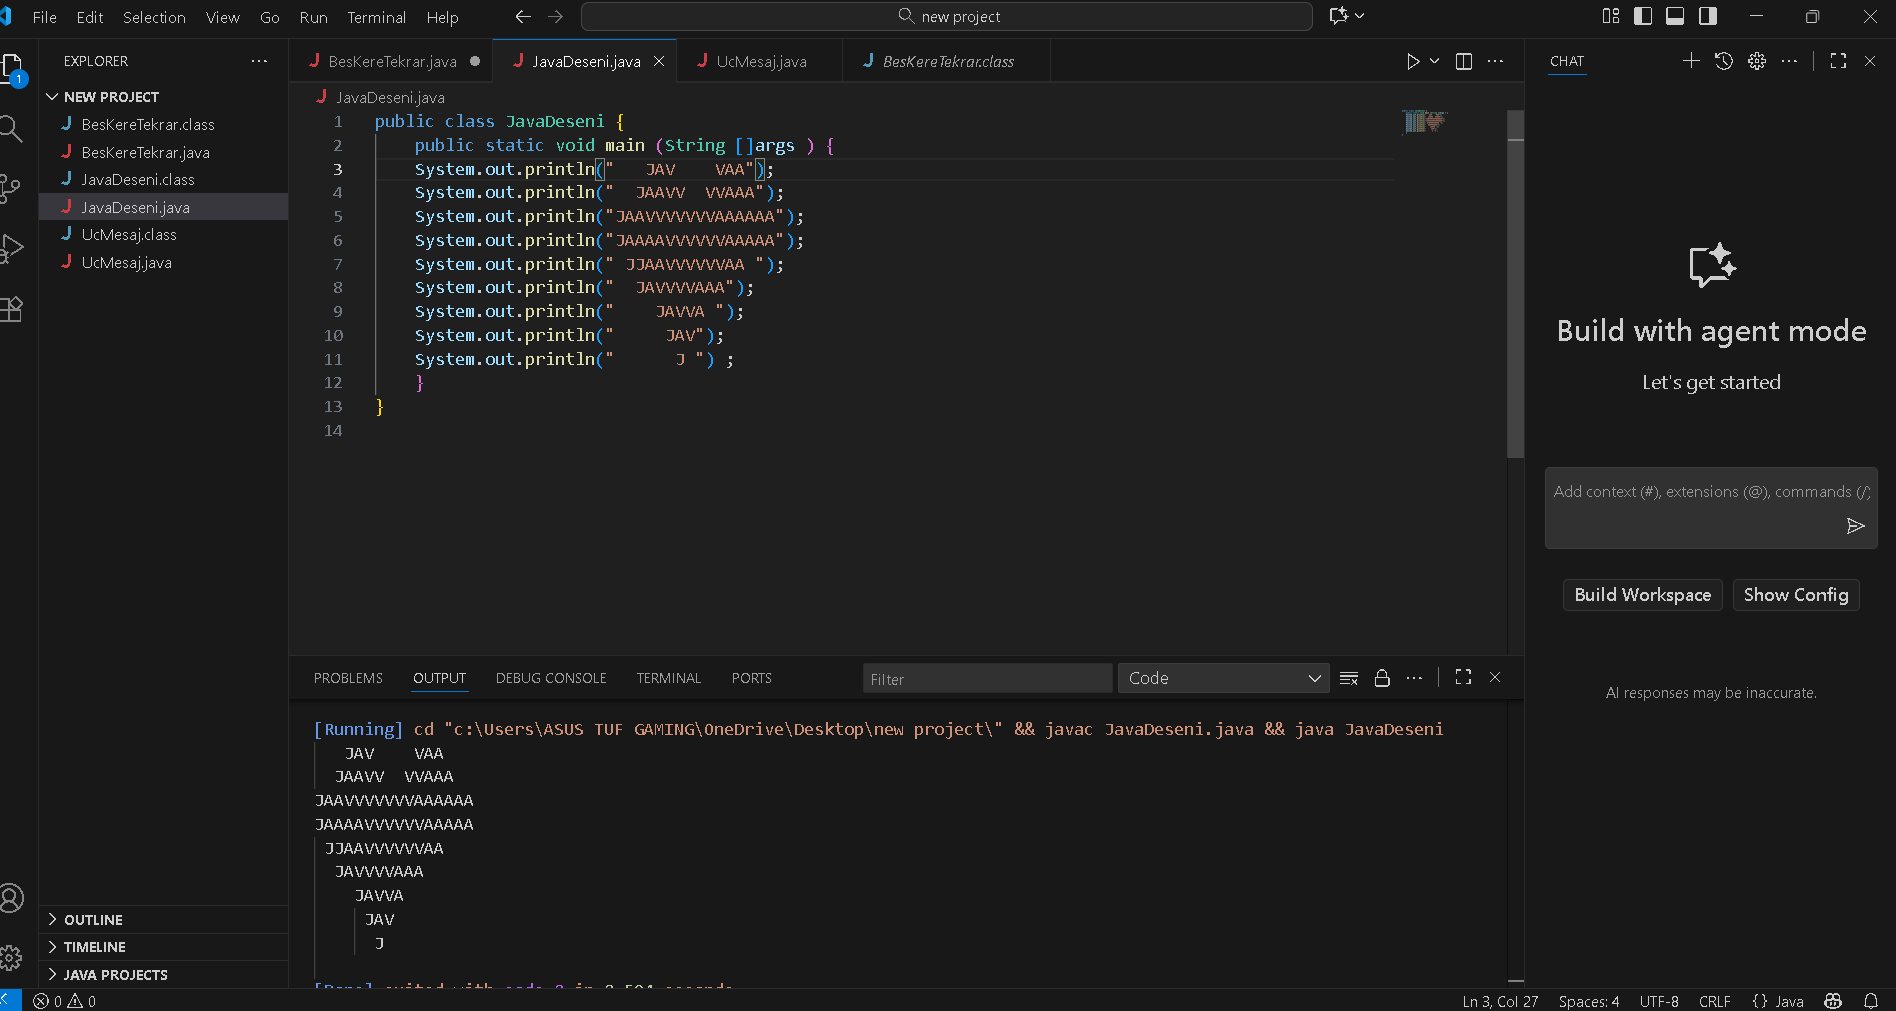 File Edit Selection View Go Run Terminal Help new project
EXPLORER
NEW PROJECT
BesKereTekrar.class
BesKereTekrar.java
JavaDeseni.class
JavaDeseni.java
UcMesaj.class
UcMesaj.java
OUTLINE
TIMELINE
JAVA PROJECTS
BesKereTekrar.java JavaDeseni.java UcMesaj.java BesKereTekrar.class
JavaDeseni.java
1 public class JavaDeseni {
2     public static void main (String []args ) {
3     System.out.println("   JAV    VAA");
4     System.out.println("  JAAVV  VVAAA");
5     System.out.println("JAAVVVVVVVAAAAAA");
6     System.out.println("JAAAAVVVVVVAAAAA");
7     System.out.println(" JJAAVVVVVVAA ");
8     System.out.println("  JAVVVVAAA");
9     System.out.println("    JAVVA ");
10     System.out.println("     JAV");
11     System.out.println("      J ") ;
12     }
13 }
14
PROBLEMS OUTPUT DEBUG CONSOLE TERMINAL PORTS Filter Code
[Running] cd "c:\Users\ASUS TUF GAMING\OneDrive\Desktop\new project\" && javac JavaDeseni.java && java JavaDeseni
   JAV    VAA
  JAAVV  VVAAA
JAAVVVVVVVAAAAAA
JAAAAVVVVVVAAAAA
 JJAAVVVVVVAA
  JAVVVVAAA
    JAVVA
     JAV
      J
CHAT
Build with agent mode
Let's get started
Add context (#), extensions (@), commands (/)
Build Workspace Show Config
AI responses may be inaccurate.
1
0 0 Ln 3, Col 27 Spaces: 4 UTF-8 CRLF {} Java